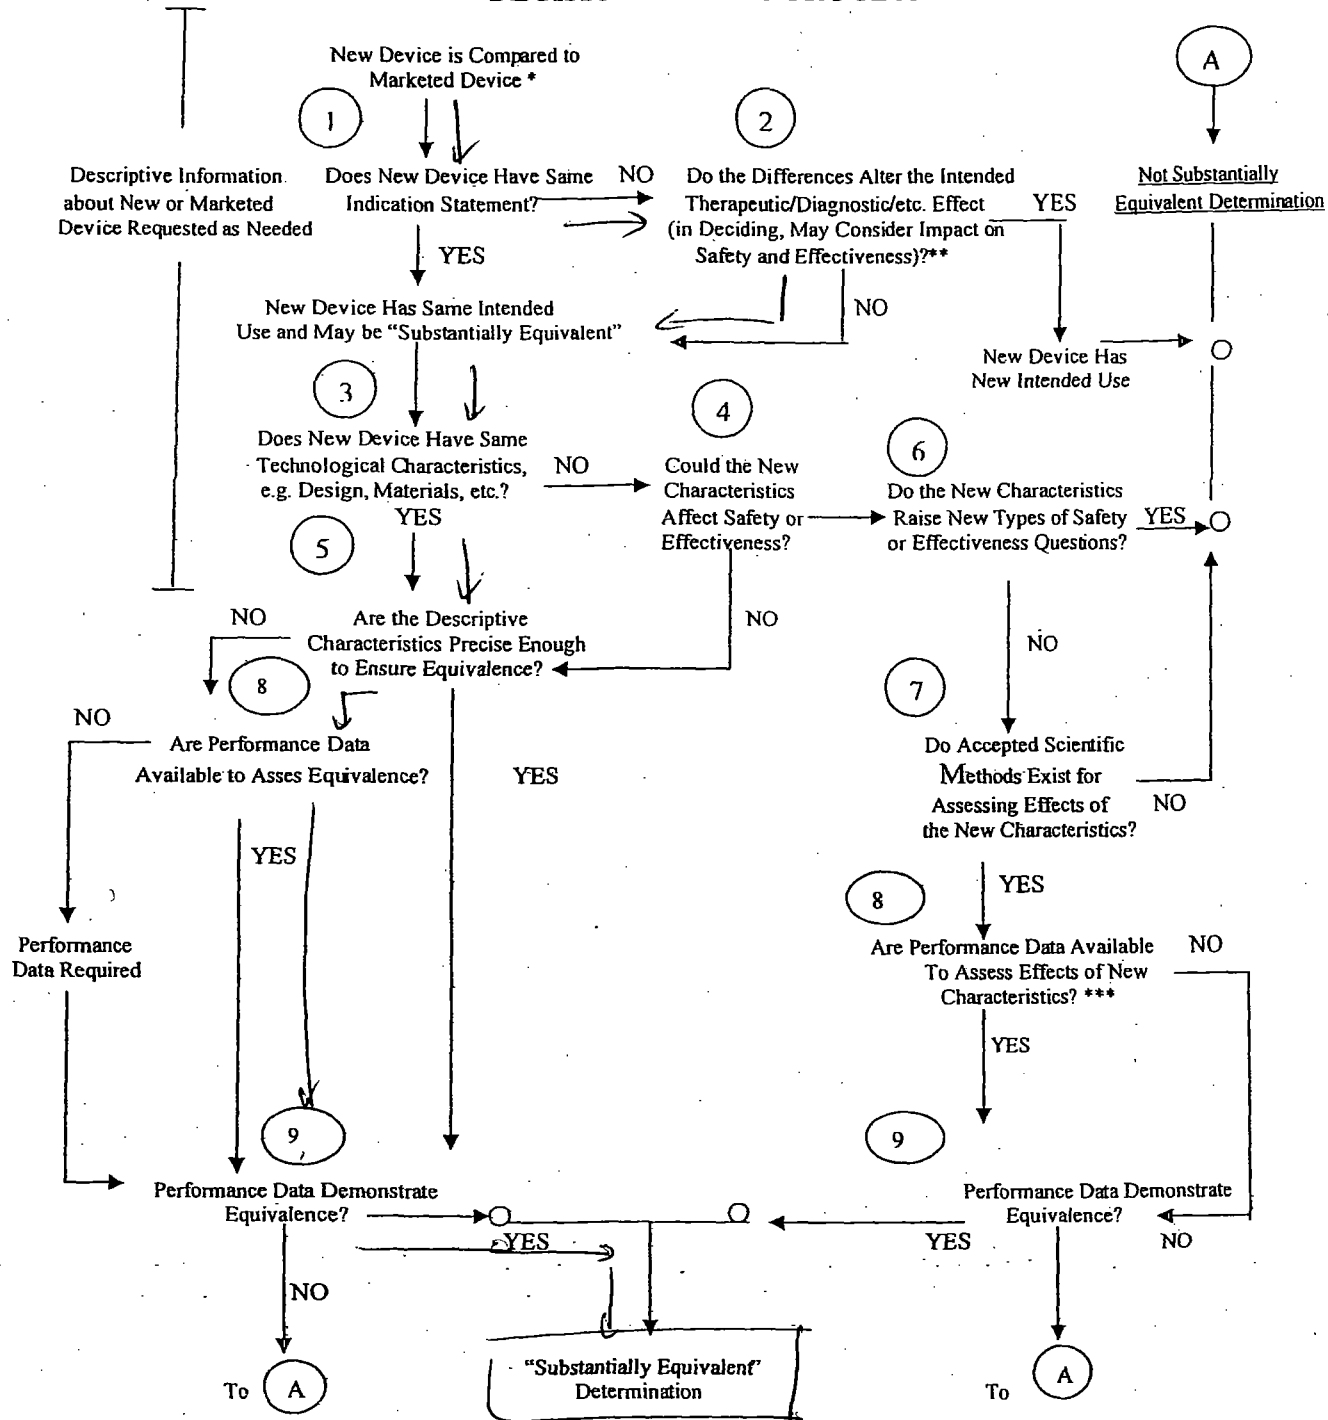 New Device is Compared to
Marketed Device *
A
1
2
Descriptive Information
about New or Marketed
Device Requested as Needed
Does New Device Have Same
Indication Statement?
NO
Do the Differences Alter the Intended
Therapeutic/Diagnostic/etc. Effect
(in Deciding, May Consider Impact on
Safety and Effectiveness)?**
YES
Not Substantially
Equivalent Determination
YES
NO
New Device Has Same Intended
Use and May be "Substantially Equivalent"
New Device Has
New Intended Use
3
4
6
Does New Device Have Same
Technological Characteristics,
e.g. Design, Materials, etc.?
NO
Could the New
Characteristics
Affect Safety or
Effectiveness?
Do the New Characteristics
Raise New Types of Safety
or Effectiveness Questions?
YES
YES
5
NO
Are the Descriptive
Characteristics Precise Enough
to Ensure Equivalence?
NO
NO
8
7
NO
Are Performance Data
Available to Asses Equivalence?
YES
Do Accepted Scientific
Methods Exist for
Assessing Effects of
the New Characteristics?
NO
YES
YES
8
Performance
Data Required
Are Performance Data Available
To Assess Effects of New
Characteristics? ***
NO
YES
9
9
Performance Data Demonstrate
Equivalence?
YES
Performance Data Demonstrate
Equivalence?
YES
NO
NO
To
A
"Substantially Equivalent"
Determination
To
A